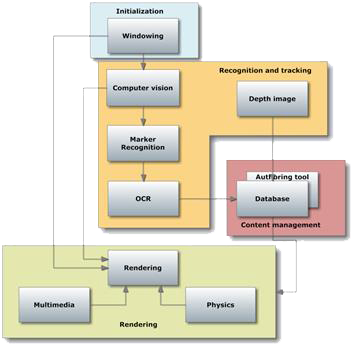 Initialization
Windowing
Recognition and tracking
Computer vision
Depth image
Marker
Recognition
OCR
Authoring tool
Database
Content management
Rendering
Multimedia
Physics
Rendering